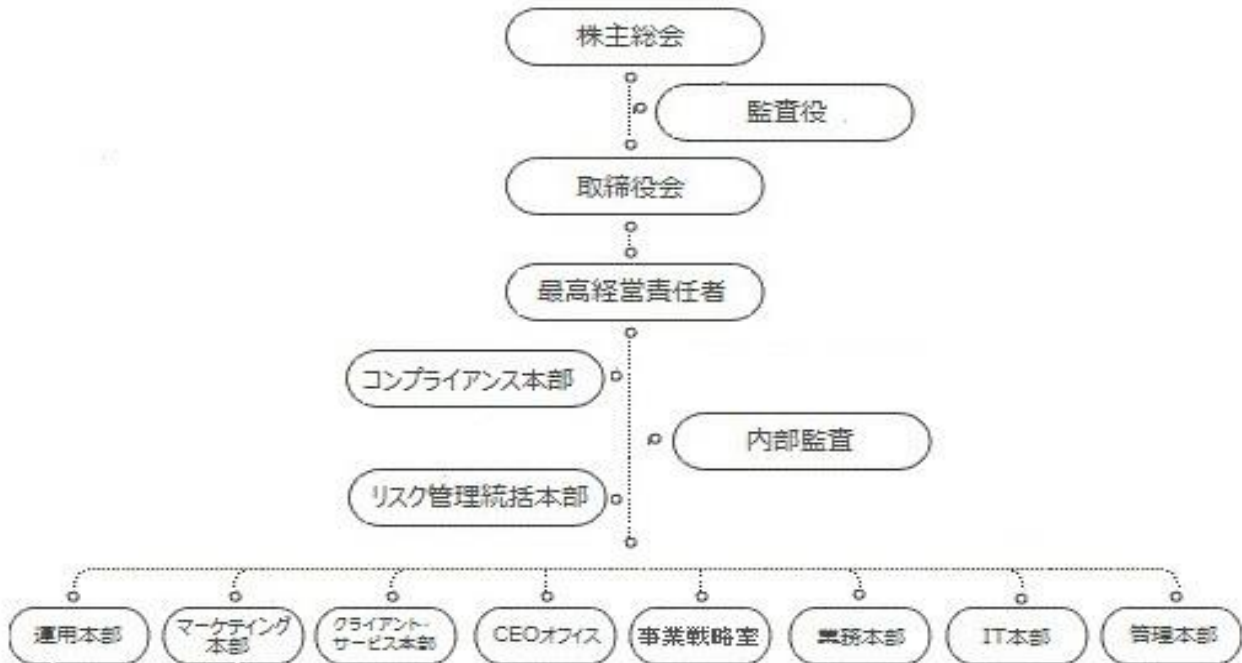 株主総会
監査役
取締役会
最高経営責任者
コンプライアンス本部
内部監査
リスク管理統括本部
運用本部
マーケティング
本部
クライアント・
サービス本部
CEOオフィス
事業戦略室
業務本部
IT本部
管理本部